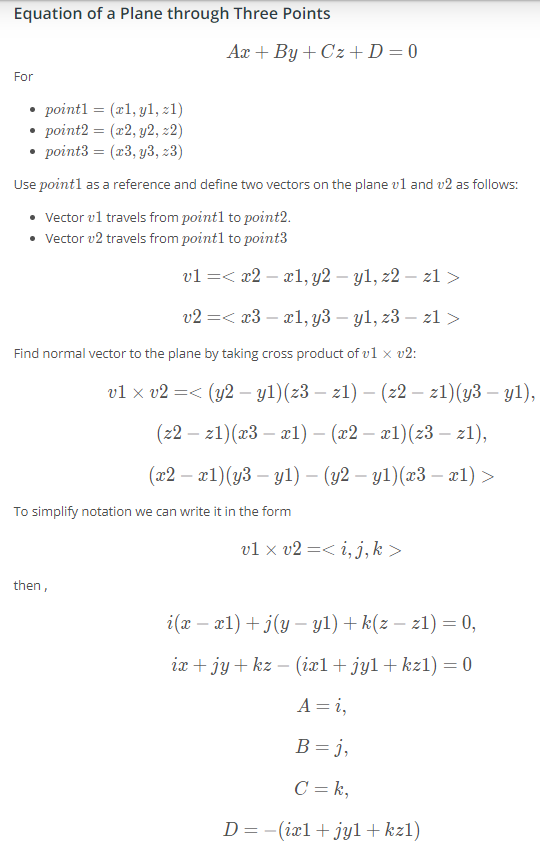 Equation of a Plane through Three Points
Ax + By + Cz + D = 0
For
• point1 = (x1, y1, z1)
• point2 = (x2, y2, z2)
• point3 = (x3, y3, z3)
Use point1 as a reference and define two vectors on the plane v1 and v2 as follows:
• Vector v1 travels from point1 to point2.
• Vector v2 travels from point1 to point3
v1 =< x2 − x1, y2 − y1, z2 − z1 >
v2 =< x3 − x1, y3 − y1, z3 − z1 >
Find normal vector to the plane by taking cross product of v1 × v2:
v1 × v2 =< (y2 − y1)(z3 − z1) − (z2 − z1)(y3 − y1),
(z2 − z1)(x3 − x1) − (x2 − x1)(z3 − z1),
(x2 − x1)(y3 − y1) − (y2 − y1)(x3 − x1) >
To simplify notation we can write it in the form
v1 × v2 =< i, j, k >
then ,
i(x − x1) + j(y − y1) + k(z − z1) = 0,
ix + jy + kz − (ix1 + jy1 + kz1) = 0
A = i,
B = j,
C = k,
D = −(ix1 + jy1 + kz1)